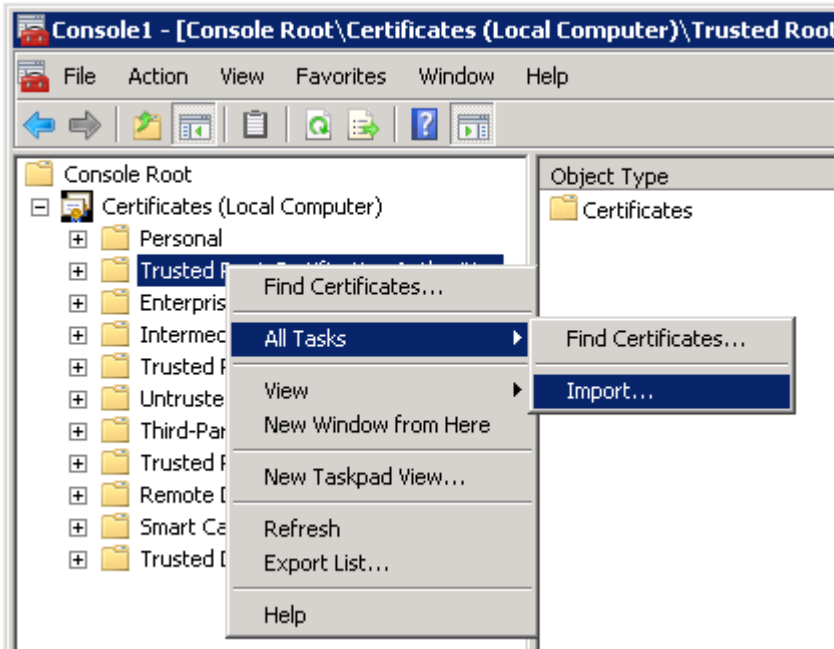 Console1 - [Console Root\Certificates (Local Computer)\Trusted Root
File Action View Favorites Window Help
Console Root
Certificates (Local Computer)
Personal
Trusted
Enterpris
Intermed
Trusted
Untruste
Third-Par
Trusted
Remote
Smart Ca
Trusted
Object Type
Certificates
Find Certificates...
All Tasks
View
New Window from Here
New Taskpad View...
Refresh
Export List...
Help
Find Certificates...
Import...